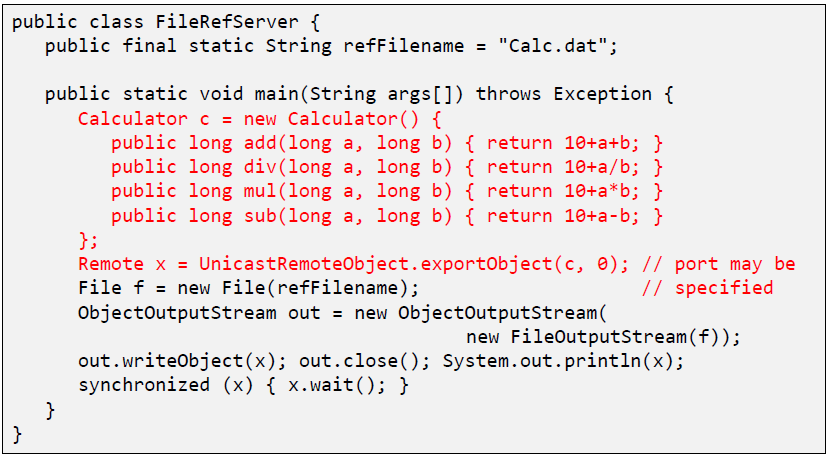 public class FileRefServer {
   public final static String refFilename = "Calc.dat";

   public static void main(String args[]) throws Exception {
      Calculator c = new Calculator() {
         public long add(long a, long b) { return 10+a+b; }
         public long div(long a, long b) { return 10+a/b; }
         public long mul(long a, long b) { return 10+a*b; }
         public long sub(long a, long b) { return 10+a-b; }
      };
      Remote x = UnicastRemoteObject.exportObject(c, 0); // port may be
      File f = new File(refFilename);                    // specified
      ObjectOutputStream out = new ObjectOutputStream(
                                         new FileOutputStream(f));
      out.writeObject(x); out.close(); System.out.println(x);
      synchronized (x) { x.wait(); }
   }
}